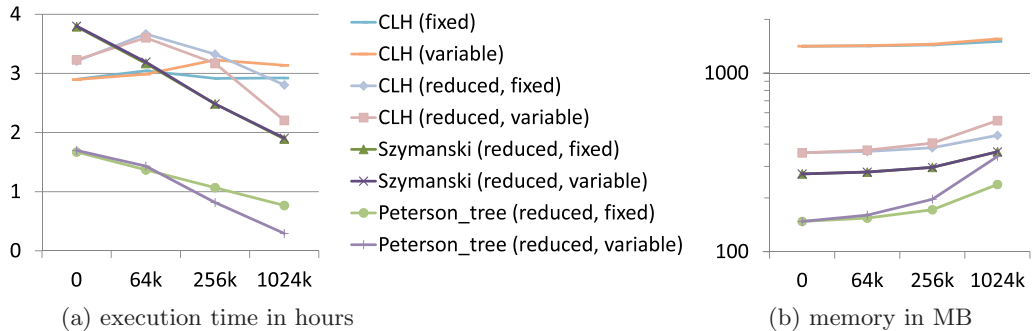 4
3
2
1
0
0 64k 256k 1024k
(a) execution time in hours
CLH (fixed)
CLH (variable)
CLH (reduced, fixed)
CLH (reduced, variable)
Szymanski (reduced, fixed)
Szymanski (reduced, variable)
Peterson_tree (reduced, fixed)
Peterson_tree (reduced, variable)
1000
100
0 64k 256k 1024k
(b) memory in MB